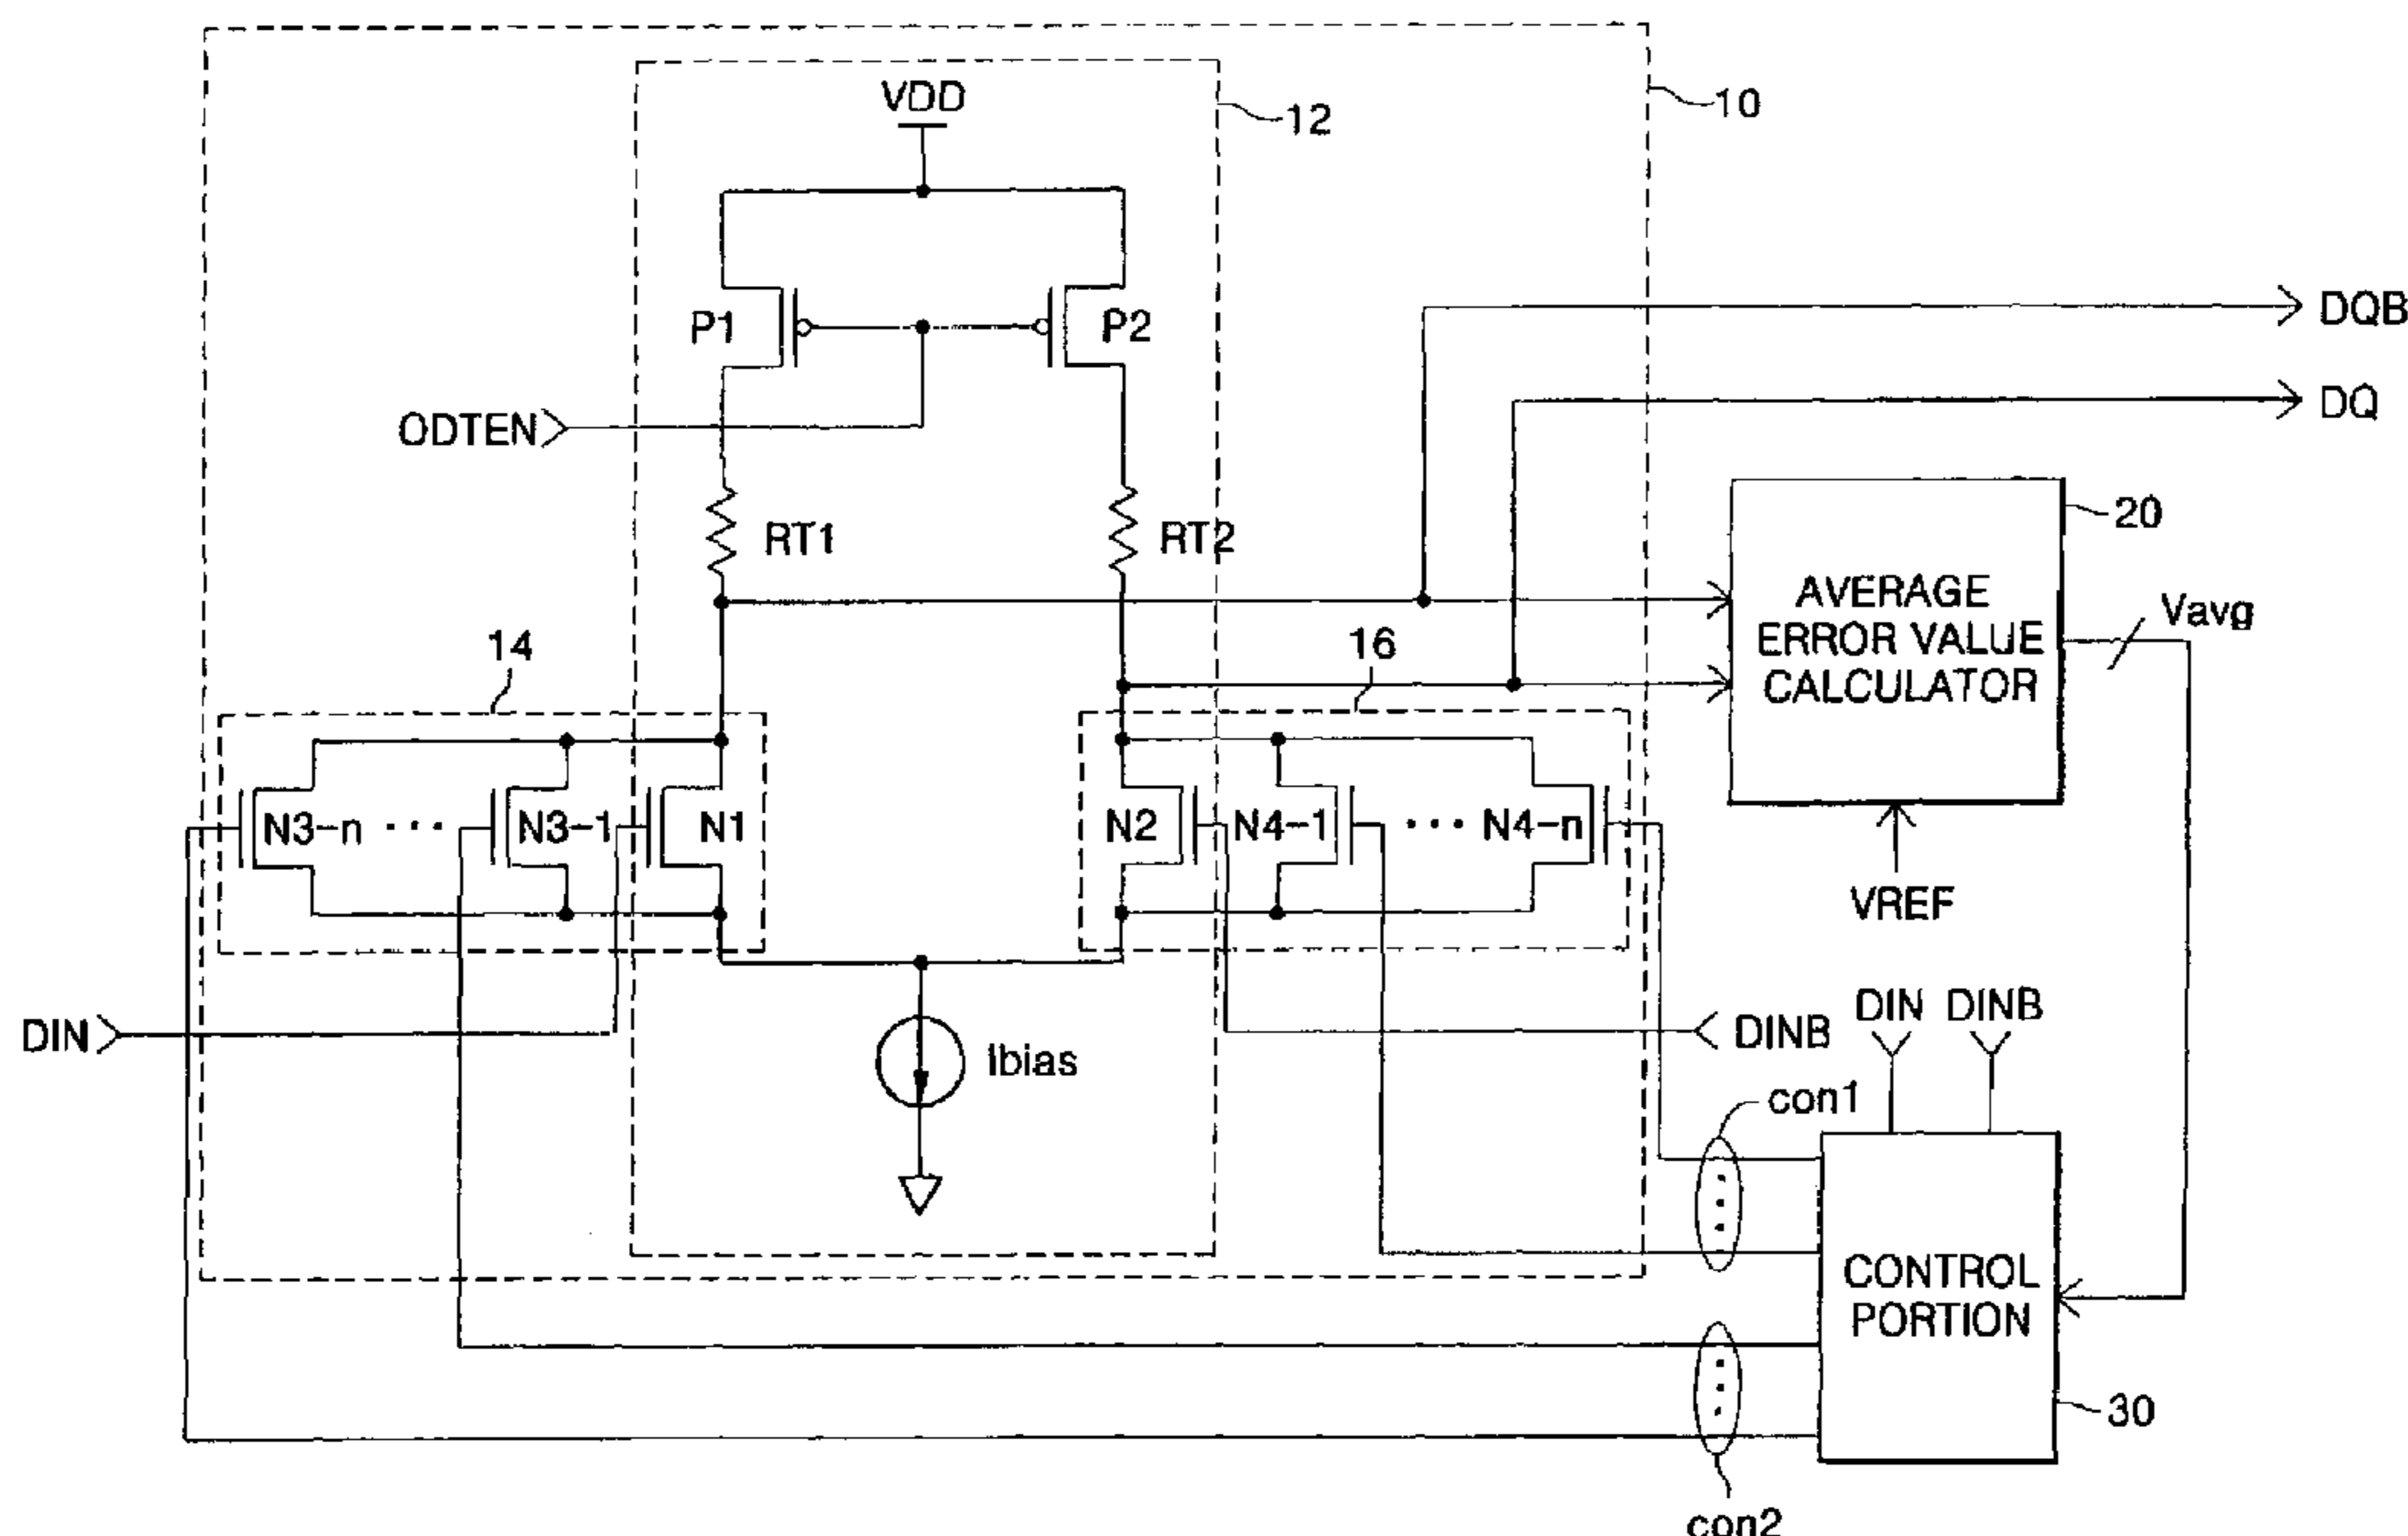 VDD
12
10
P1
P2
DQB
DQ
ODTEN
RT1
RT2
20
AVERAGE
ERROR VALUE
CALCULATOR
Vavg
14
16
N3-n
...
N3-1
N1
N2
N4-1
...
N4-n
VREF
DIN
Ibias
DINB
DIN
DINB
con1
CONTROL
PORTION
30
con2